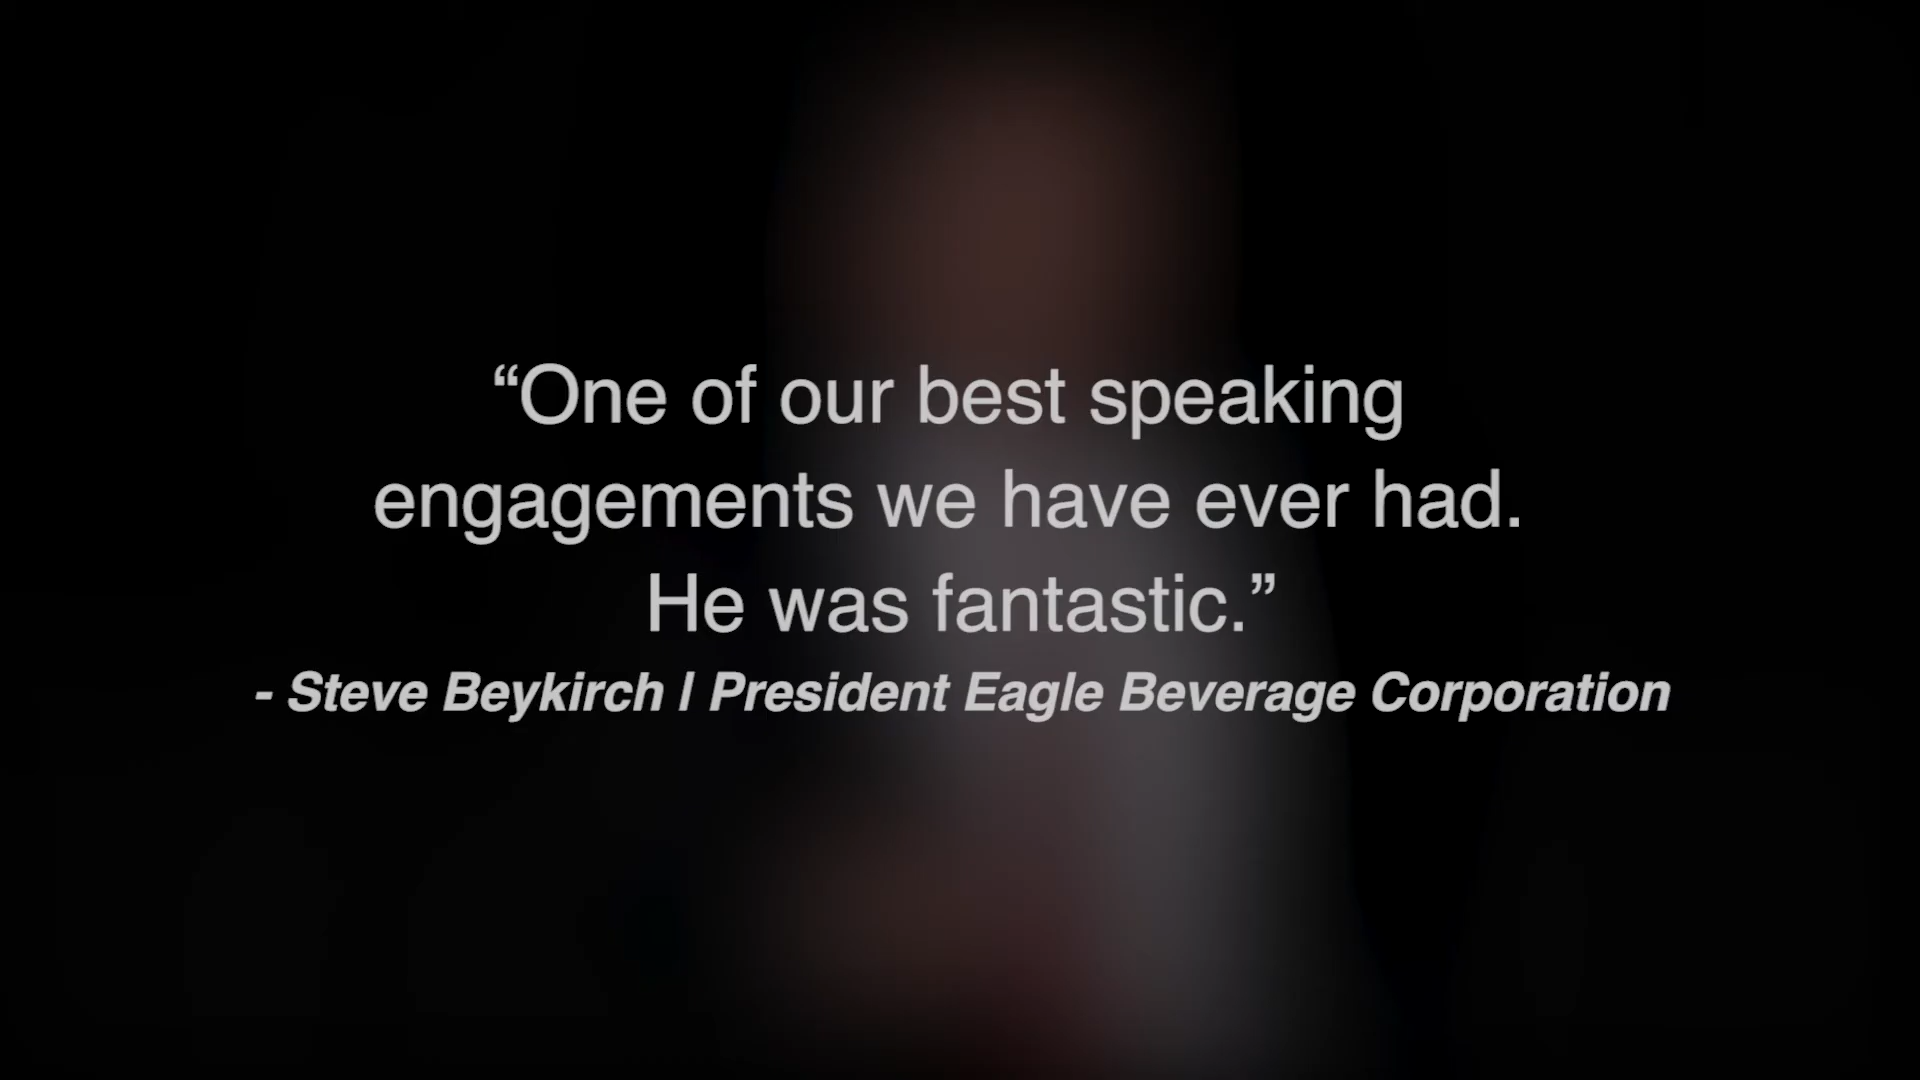 “One of our best speaking
engagements we have ever had.
He was fantastic.”
- Steve Beykirch | President Eagle Beverage Corporation